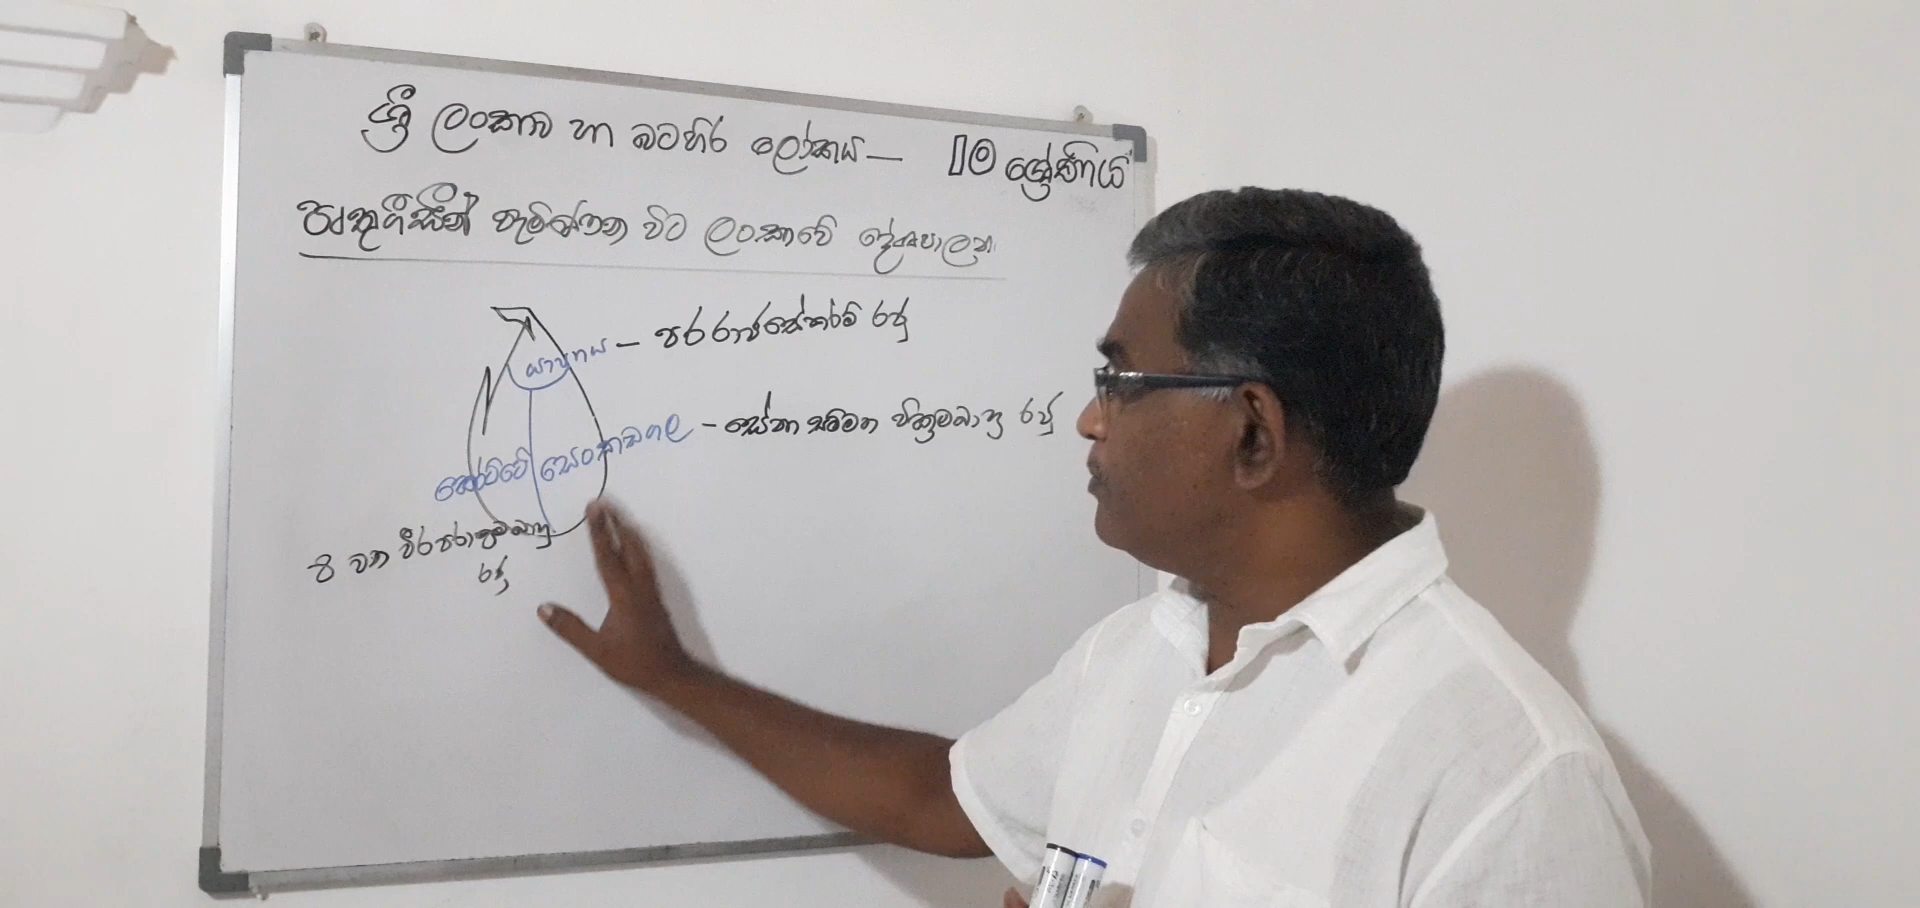 ශ්‍රී ලංකාව හා බටහිර ලෝකය — 10 ශ්‍රේණිය
පෘතුගීසීන් පැමිණෙන විට ලංකාවේ දේශපාලන
යාපනය — පරරාජසේකරම් රජු
සෙංකඩගල - සේනා සම්මත වික්‍රමබාහු රජු
කෝට්ටේ
8 වන වීරපරාක්‍රමබාහු
රජු